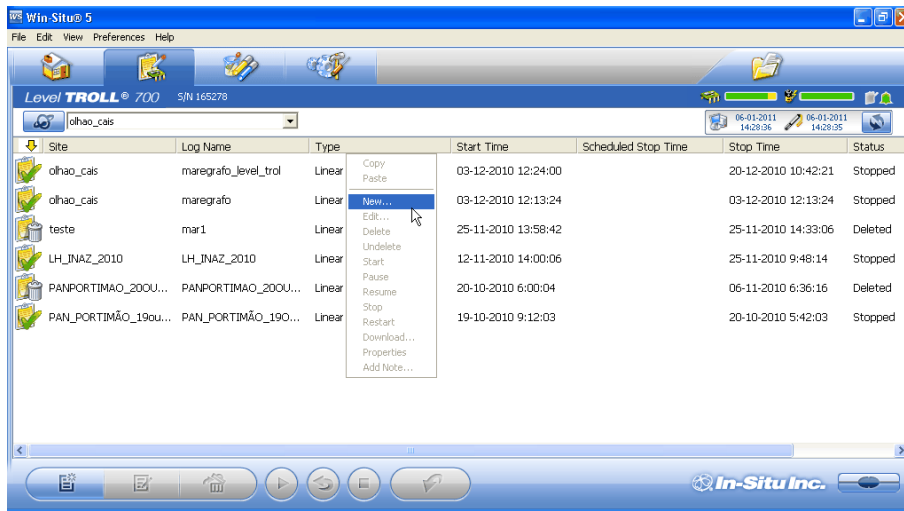 Win-Situ® 5
File Edit View Preferences Help
Level TROLL® 700 S/N 165278
olhao_cais
06-01-2011 14:28:36 06-01-2011 14:28:35
Site Log Name Type Start Time Scheduled Stop Time Stop Time Status
olhao_cais maregrafo_level_trol Linear 03-12-2010 12:24:00 20-12-2010 10:42:21 Stopped
olhao_cais maregrafo Linear 03-12-2010 12:13:24 03-12-2010 12:13:24 Stopped
teste mar1 Linear 25-11-2010 13:58:42 25-11-2010 14:33:06 Deleted
LH_INAZ_2010 LH_INAZ_2010 Linear 12-11-2010 14:00:06 25-11-2010 9:48:14 Stopped
PANPORTIMAO_20OU... PANPORTIMAO_20OU... Linear 20-10-2010 6:00:04 06-11-2010 6:36:16 Deleted
PAN_PORTIMÃO_19ou... PAN_PORTIMÃO_19O... Linear 19-10-2010 9:12:03 20-10-2010 5:42:03 Stopped
Copy
Paste
New...
Edit...
Delete
Undelete
Start
Pause
Resume
Stop
Restart
Download...
Properties
Add Note...
In-Situ Inc.